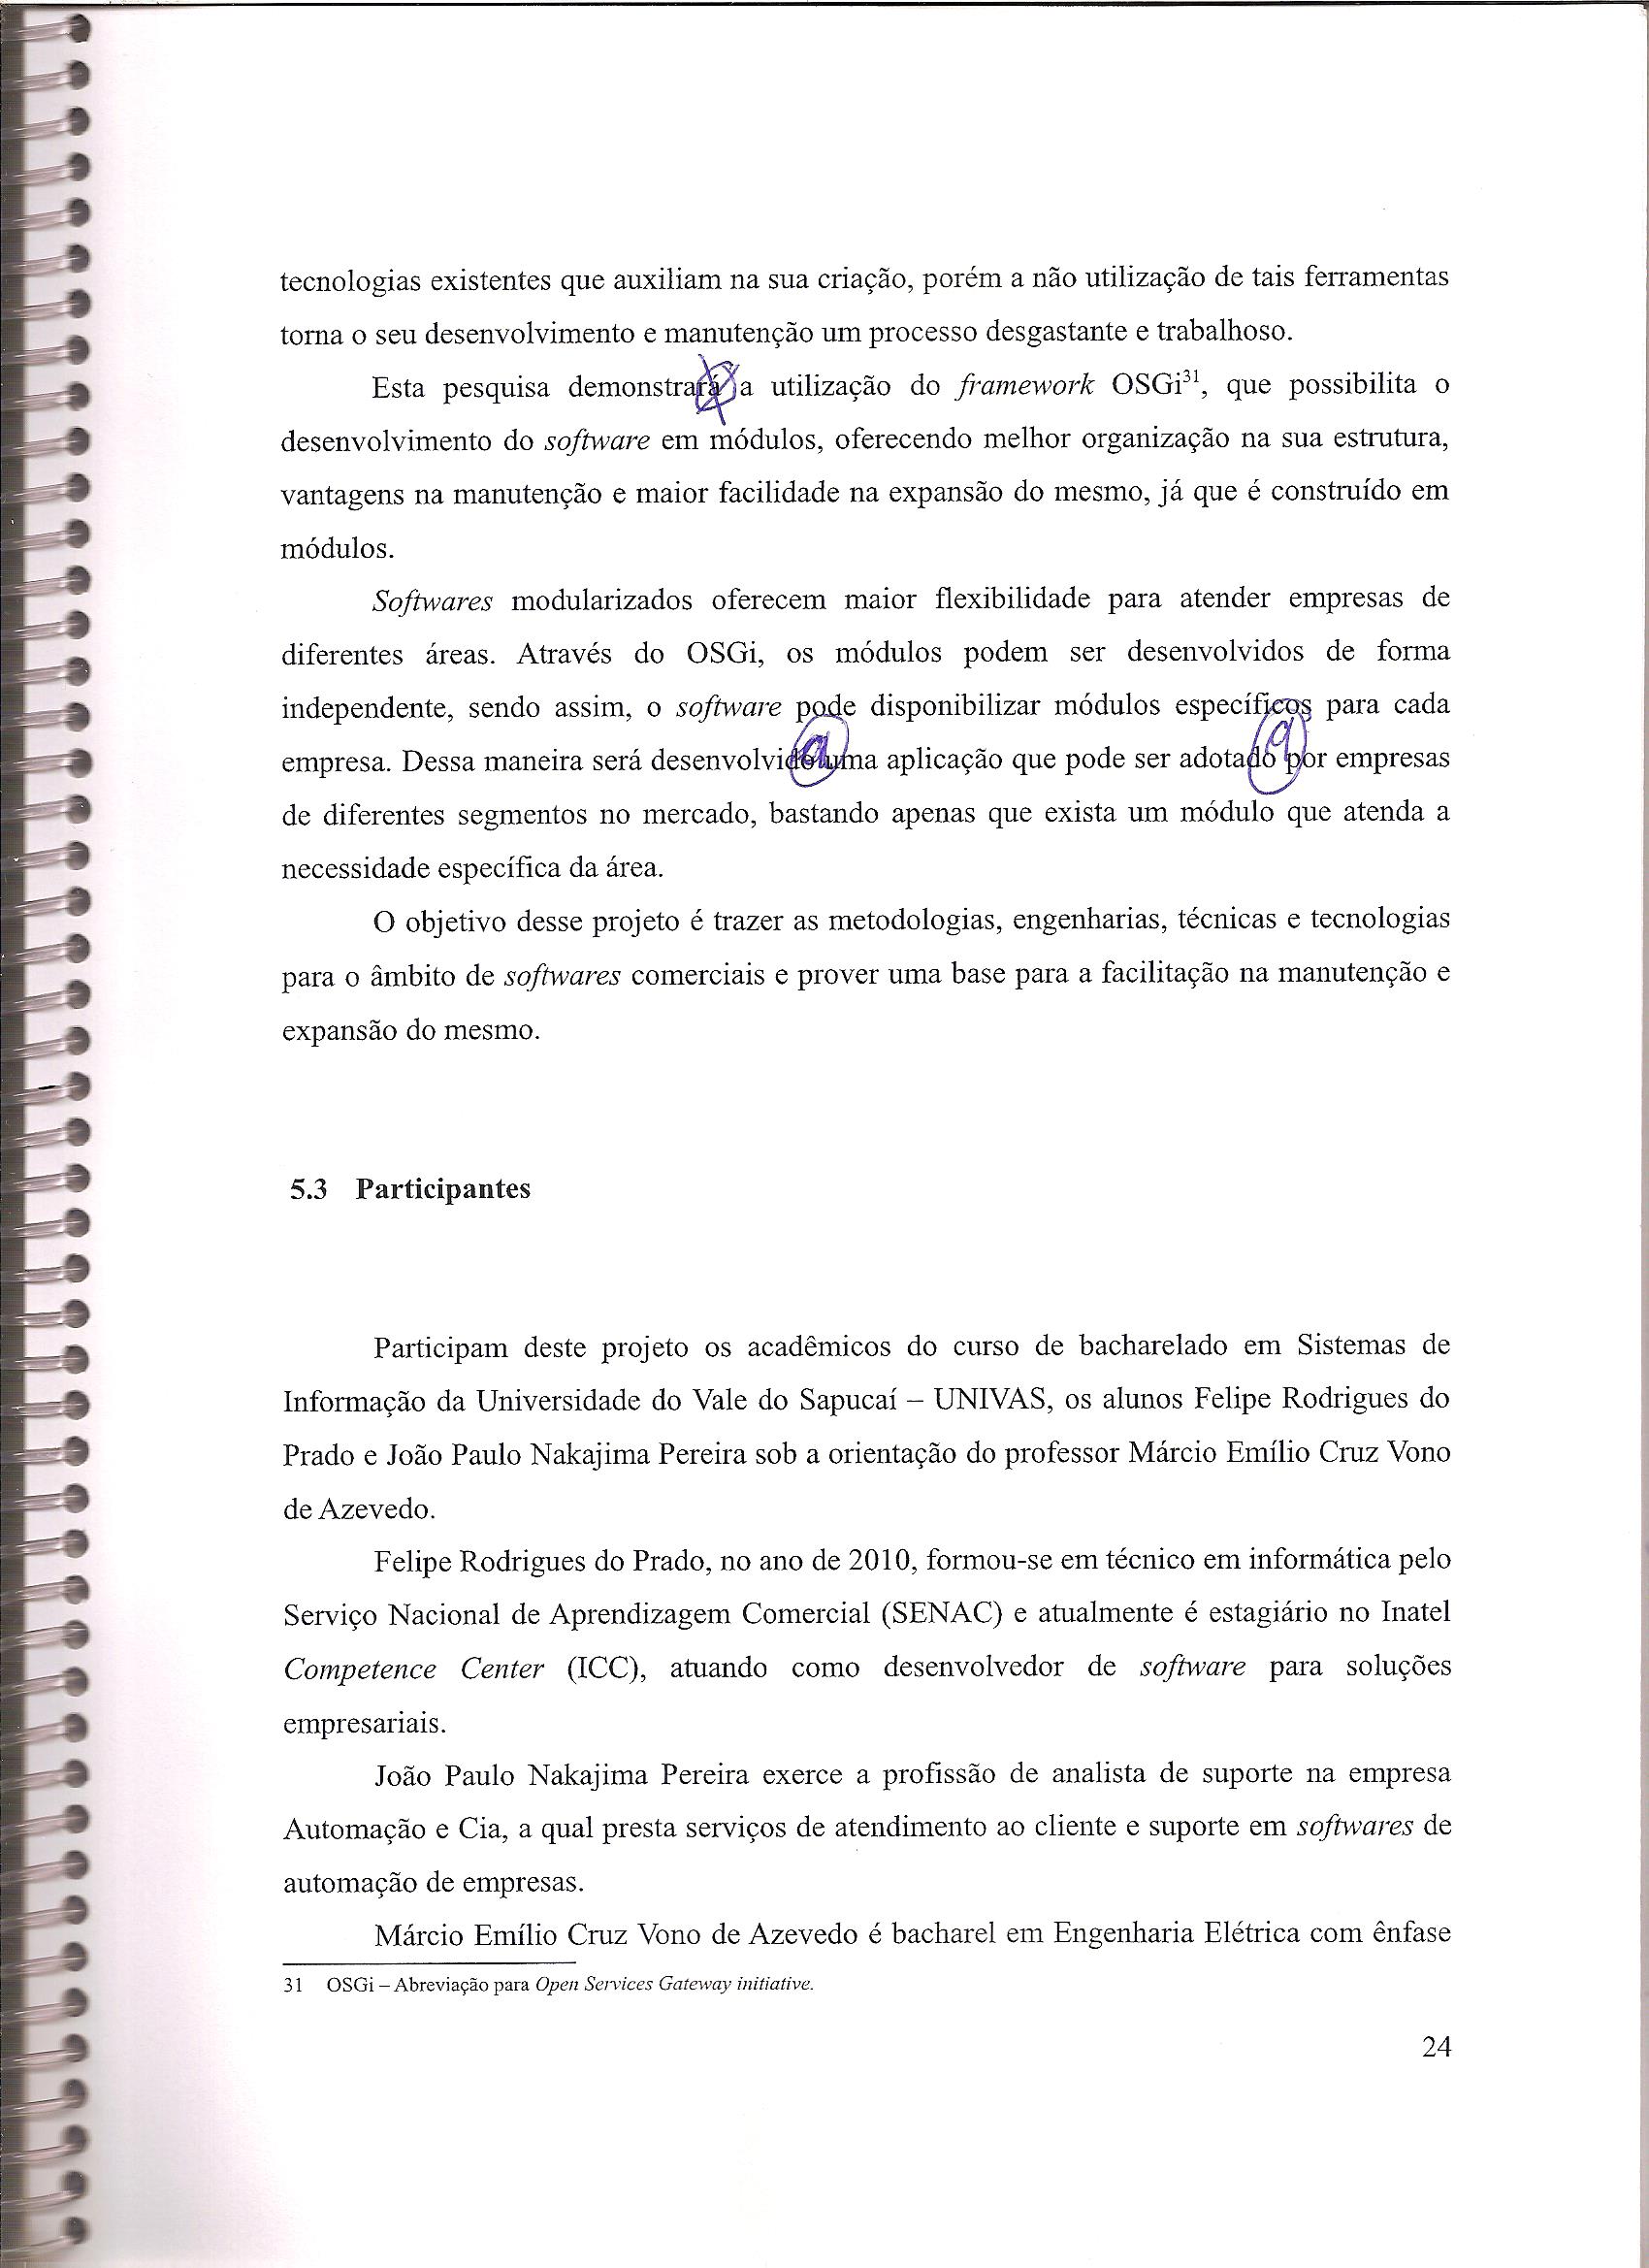 tecnologias existentes que auxiliam na sua criação, porém a não utilização de tais ferramentas
torna o seu desenvolvimento e manutenção um processo desgastante e trabalhoso.
Esta pesquisa demonstrará a utilização do framework OSGi31, que possibilita o
desenvolvimento do software em módulos, oferecendo melhor organização na sua estrutura,
vantagens na manutenção e maior facilidade na expansão do mesmo, já que é construído em
módulos.
Softwares modularizados oferecem maior flexibilidade para atender empresas de
diferentes áreas. Através do OSGi, os módulos podem ser desenvolvidos de forma
independente, sendo assim, o software pode disponibilizar módulos específicos para cada
a a
empresa. Dessa maneira será desenvolvido uma aplicação que pode ser adotado por empresas
de diferentes segmentos no mercado, bastando apenas que exista um módulo que atenda a
necessidade específica da área.
O objetivo desse projeto é trazer as metodologias, engenharias, técnicas e tecnologias
para o âmbito de softwares comerciais e prover uma base para a facilitação na manutenção e
expansão do mesmo.
5.3 Participantes
Participam deste projeto os acadêmicos do curso de bacharelado em Sistemas de
Informação da Universidade do Vale do Sapucaí – UNIVAS, os alunos Felipe Rodrigues do
Prado e João Paulo Nakajima Pereira sob a orientação do professor Márcio Emílio Cruz Vono
de Azevedo.
Felipe Rodrigues do Prado, no ano de 2010, formou-se em técnico em informática pelo
Serviço Nacional de Aprendizagem Comercial (SENAC) e atualmente é estagiário no Inatel
Competence Center (ICC), atuando como desenvolvedor de software para soluções
empresariais.
João Paulo Nakajima Pereira exerce a profissão de analista de suporte na empresa
Automação e Cia, a qual presta serviços de atendimento ao cliente e suporte em softwares de
automação de empresas.
Márcio Emílio Cruz Vono de Azevedo é bacharel em Engenharia Elétrica com ênfase
31 OSGi – Abreviação para Open Services Gateway initiative.
24